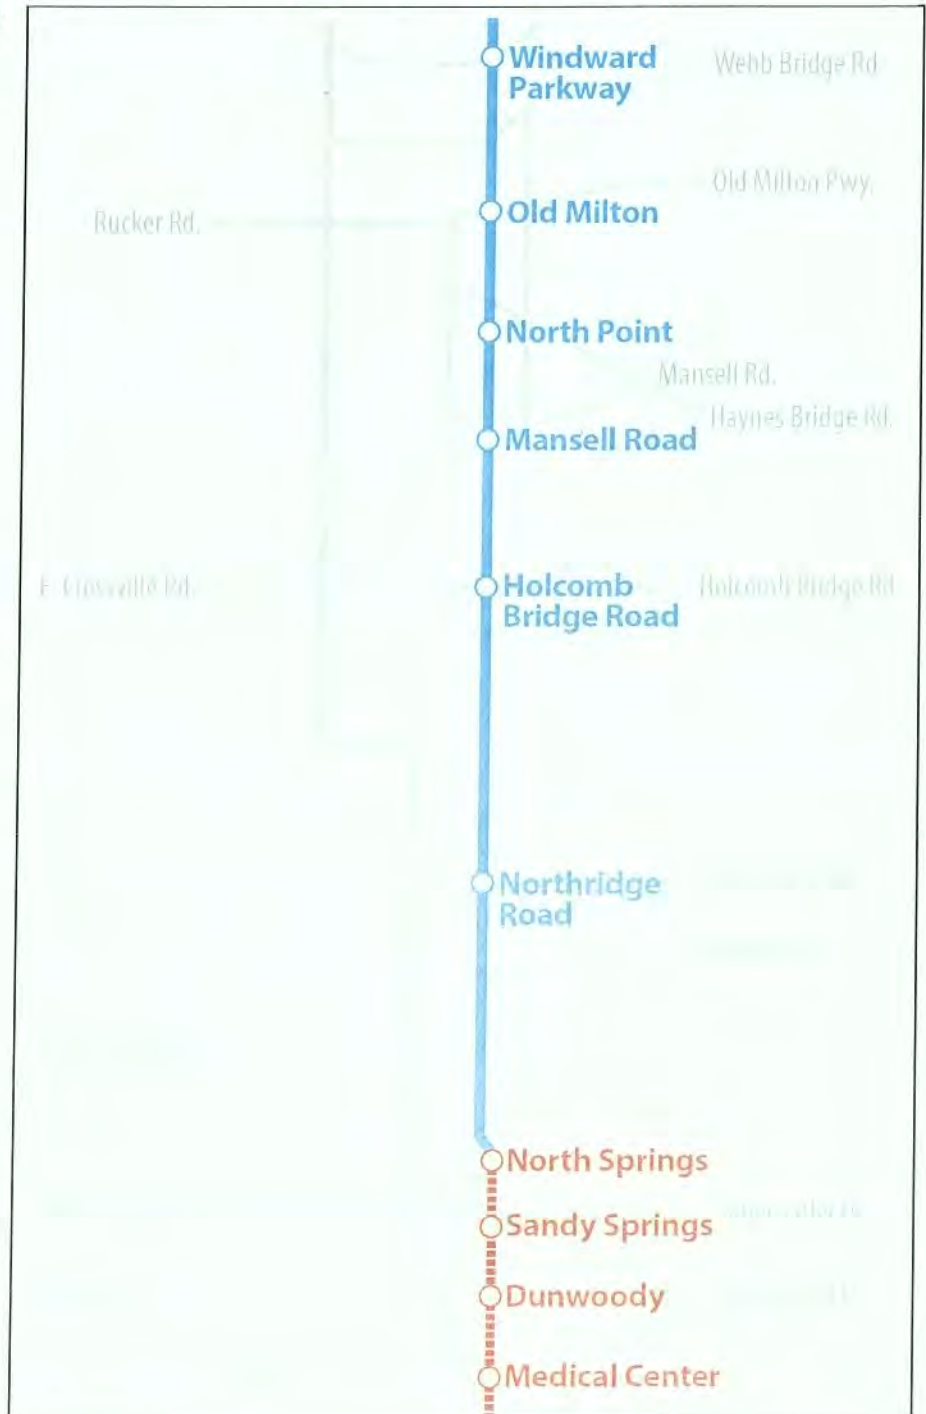 Windward
Parkway
Webb Bridge Rd
Old Milton Pwy.
Old Milton
Rucker Rd.
North Point
Mansell Rd.
Haynes Bridge Rd.
Mansell Road
Holcomb
Bridge Road
Holcomb Bridge Rd
Northridge
Road
North Springs
Sandy Springs
Dunwoody
Medical Center